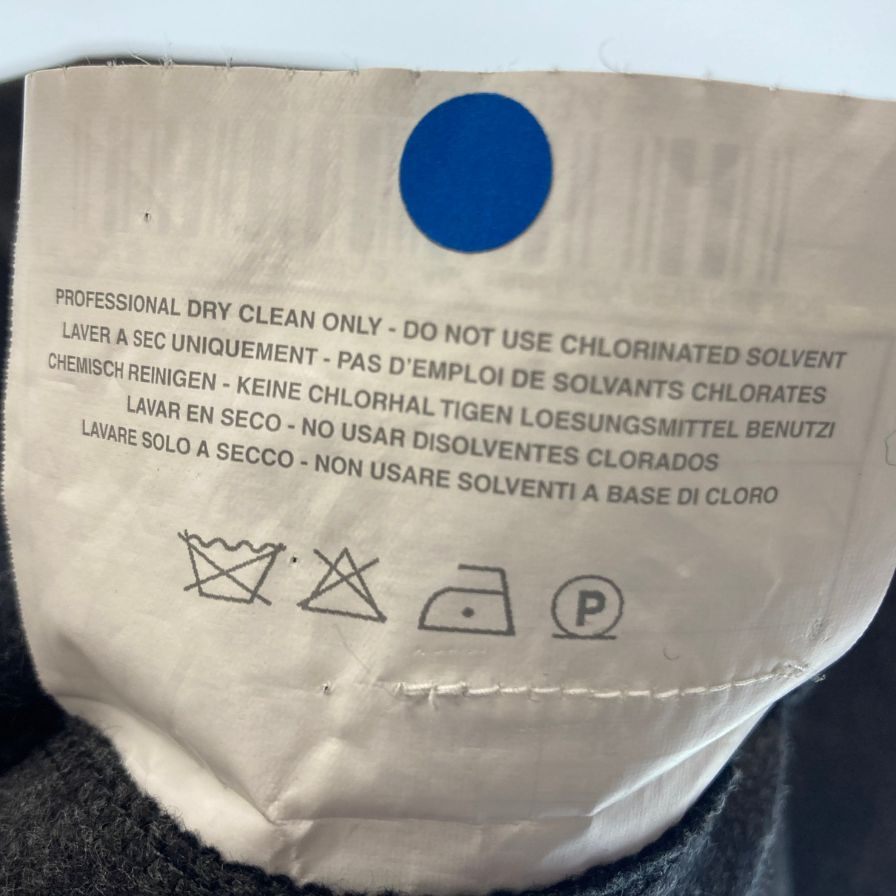 PROFESSIONAL DRY CLEAN ONLY - DO NOT USE CHLORINATED SOLVENT
LAVER A SEC UNIQUEMENT - PAS D'EMPLOI DE SOLVANTS CHLORATES
CHEMISCH REINIGEN - KEINE CHLORHAL TIGEN LOESUNGSMITTEL BENUTZI
LAVAR EN SECO - NO USAR DISOLVENTES CLORADOS
LAVARE SOLO A SECCO - NON USARE SOLVENTI A BASE DI CLORO
P